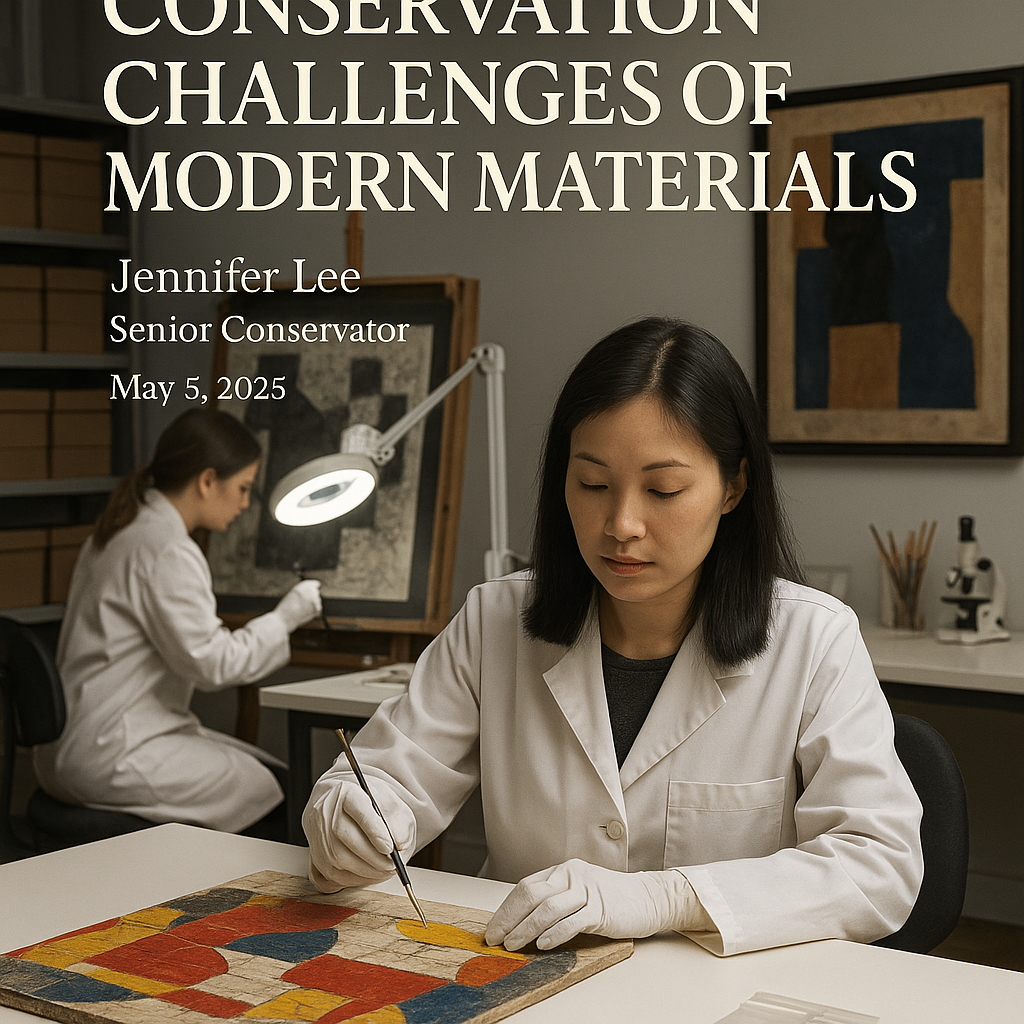 CONSERVATION
CHALLENGES OF
MODERN MATERIALS
Jennifer Lee
Senior Conservator
May 5, 2025